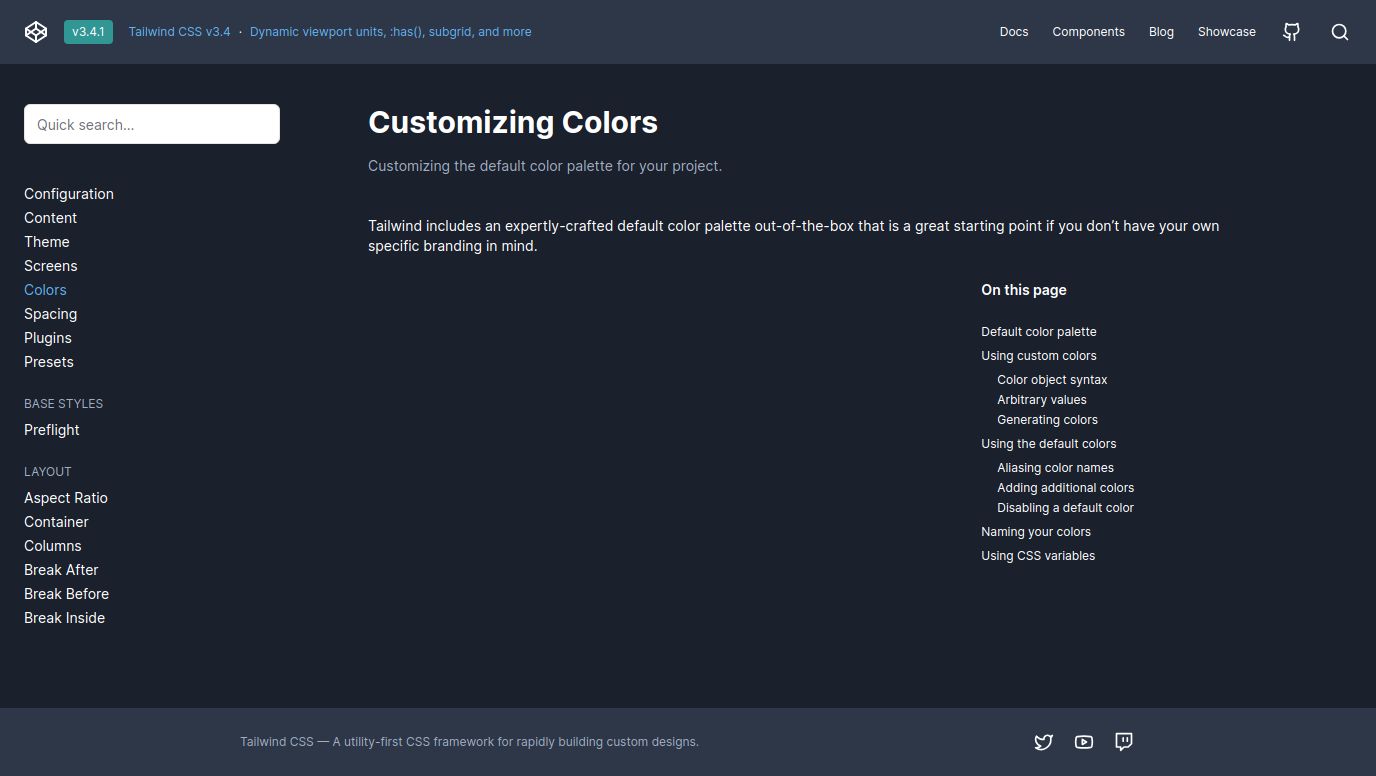 v3.4.1
Tailwind CSS v3.4 · Dynamic viewport units, :has(), subgrid, and more
Docs
Components
Blog
Showcase
Quick search...
Configuration
Content
Theme
Screens
Colors
Spacing
Plugins
Presets
BASE STYLES
Preflight
LAYOUT
Aspect Ratio
Container
Columns
Break After
Break Before
Break Inside
Customizing Colors
Customizing the default color palette for your project.
Tailwind includes an expertly-crafted default color palette out-of-the-box that is a great starting point if you don’t have your own
specific branding in mind.
On this page
Default color palette
Using custom colors
Color object syntax
Arbitrary values
Generating colors
Using the default colors
Aliasing color names
Adding additional colors
Disabling a default color
Naming your colors
Using CSS variables
Tailwind CSS — A utility-first CSS framework for rapidly building custom designs.